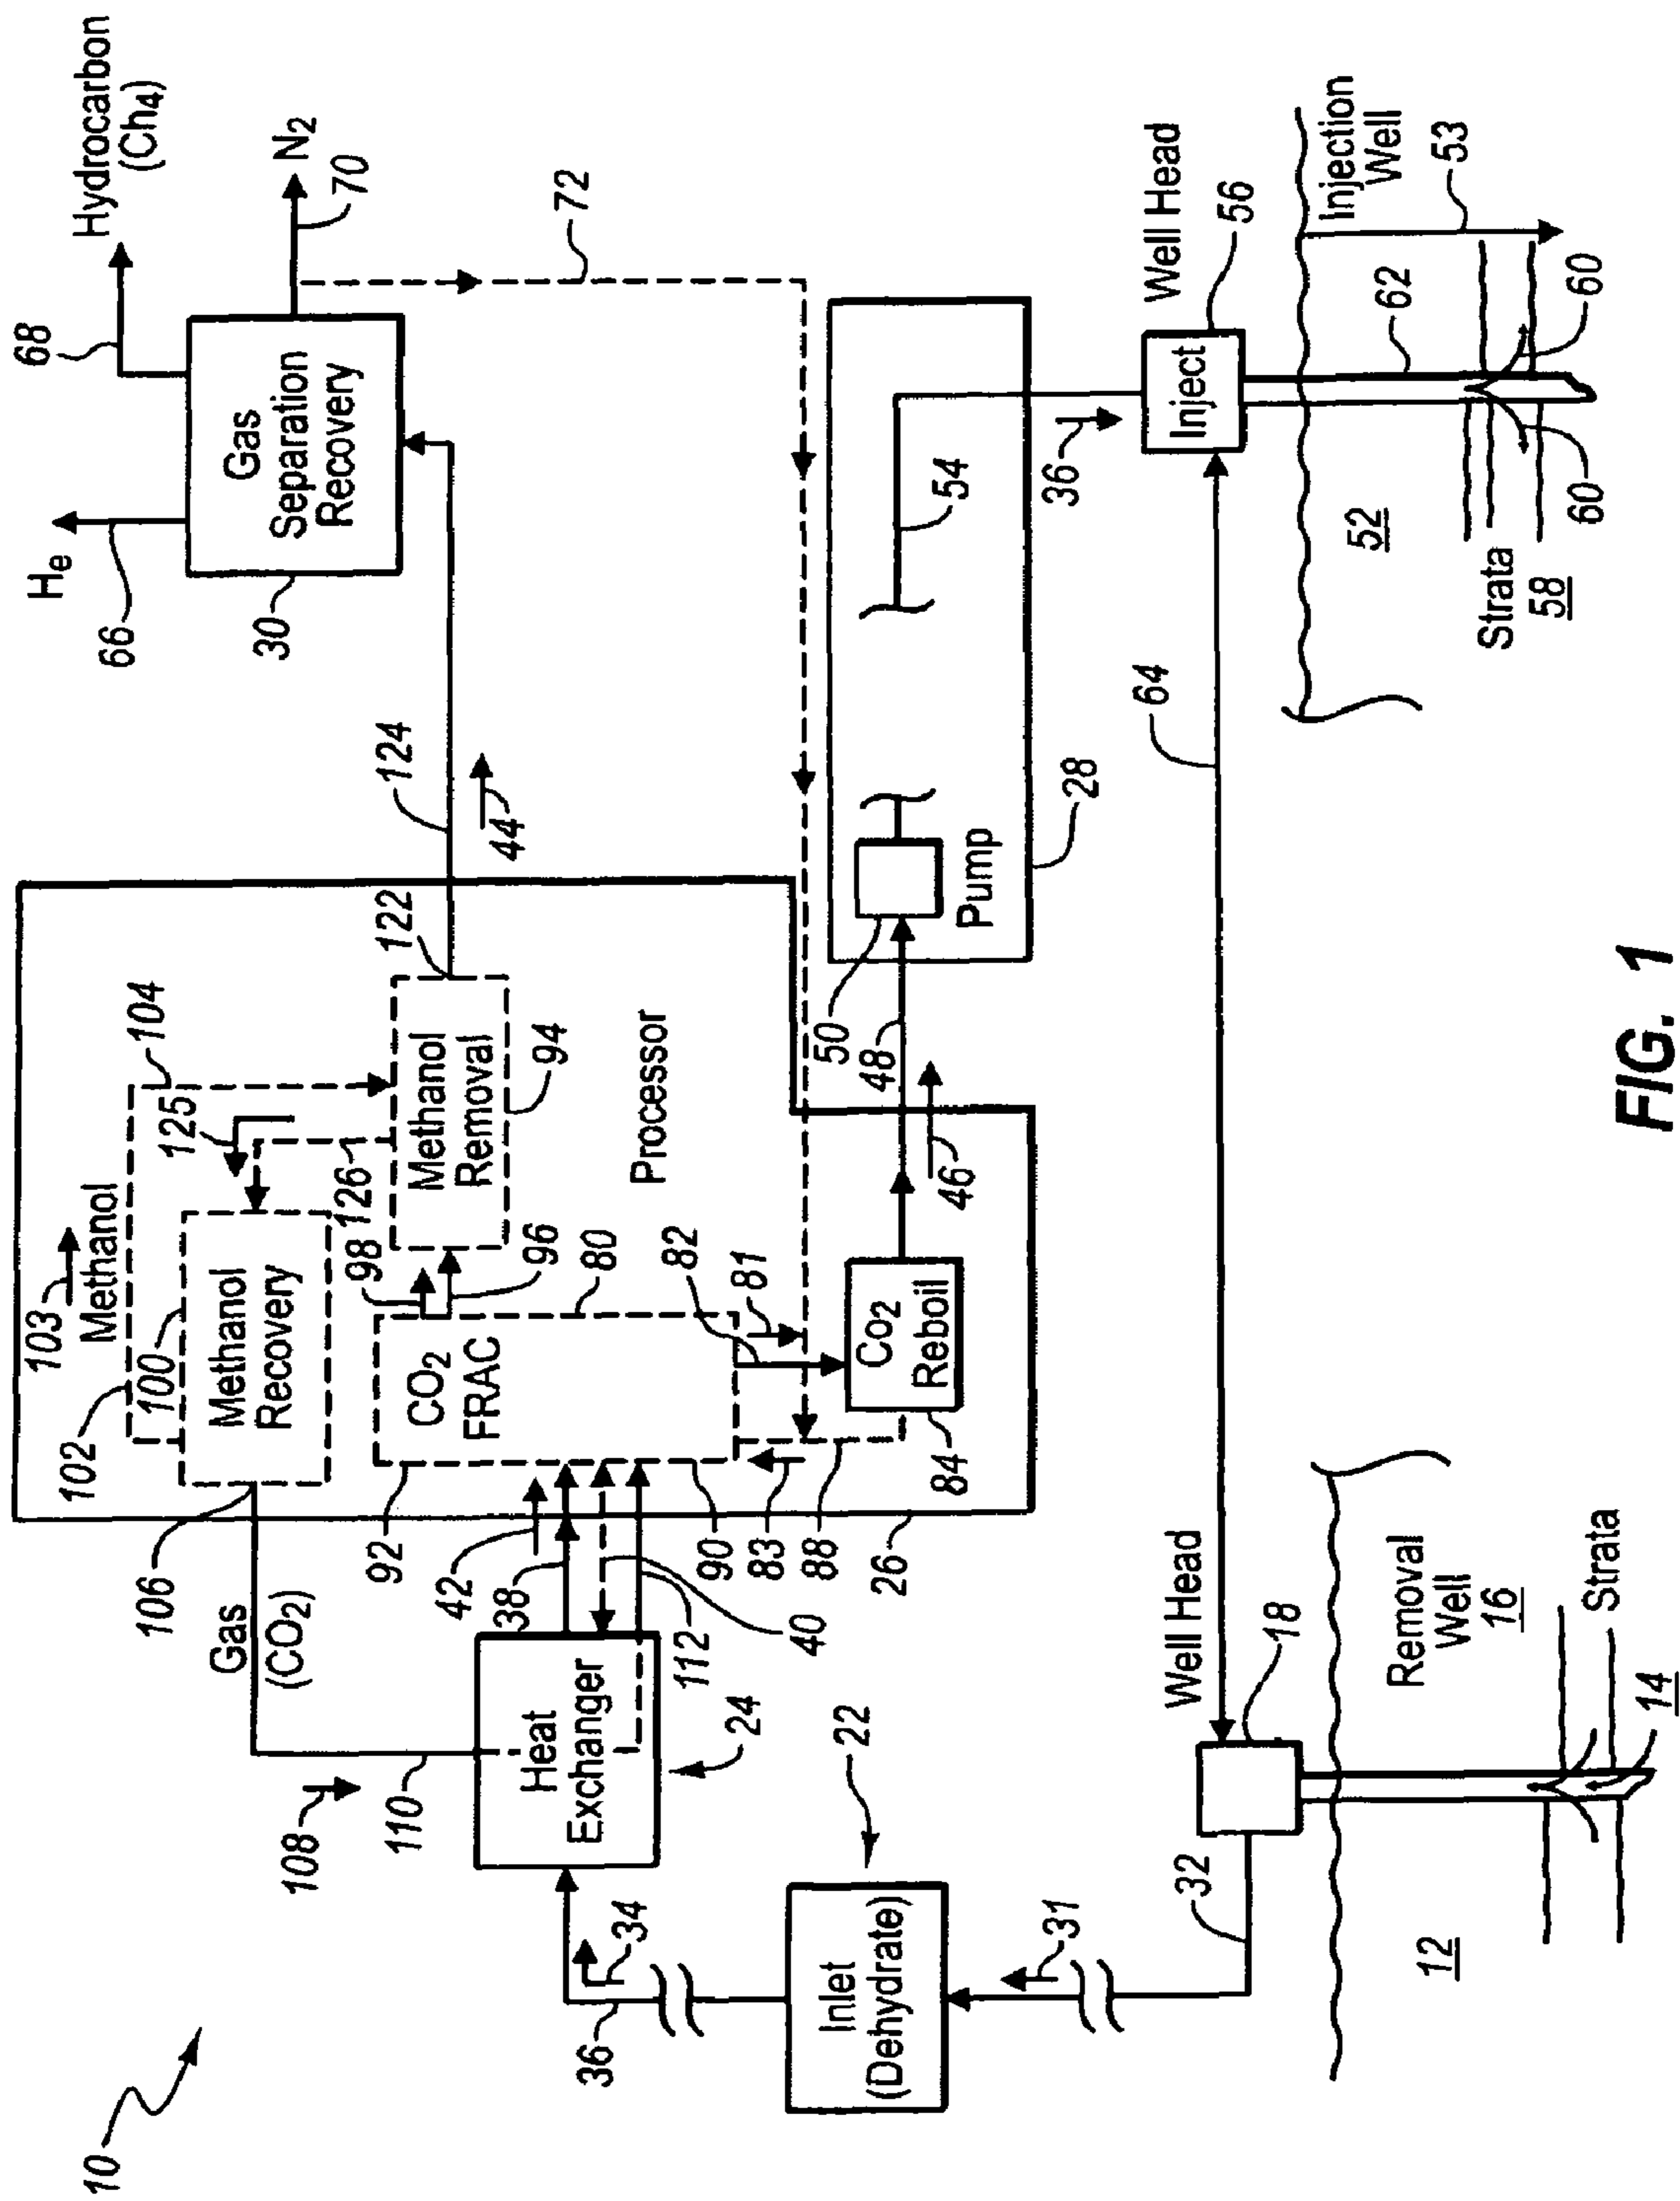 10
Hydrocarbon
(Ch4)
He
66
68
N2
70
30
Gas
Separation
Recovery
72
103
Methanol
102
104
100
Methanol
Recovery
125
126
106
Gas
(CO2)
108
110
122
124
44
98
96
Methanol
Removal
94
92
CO2
FRAC
80
Processor
42
38
Heat
Exchanger
24
112
40
90
82
81
83
88
Co2
Reboil
84
26
46
48
50
Pump
28
54
34
36
22
Inlet
(Dehydrate)
31
32
Well Head
18
64
36
Well Head
Inject
56
12
Removal
Well
16
Strata
14
52
Injection
Well
53
62
Strata
58
60
60
FIG. 1